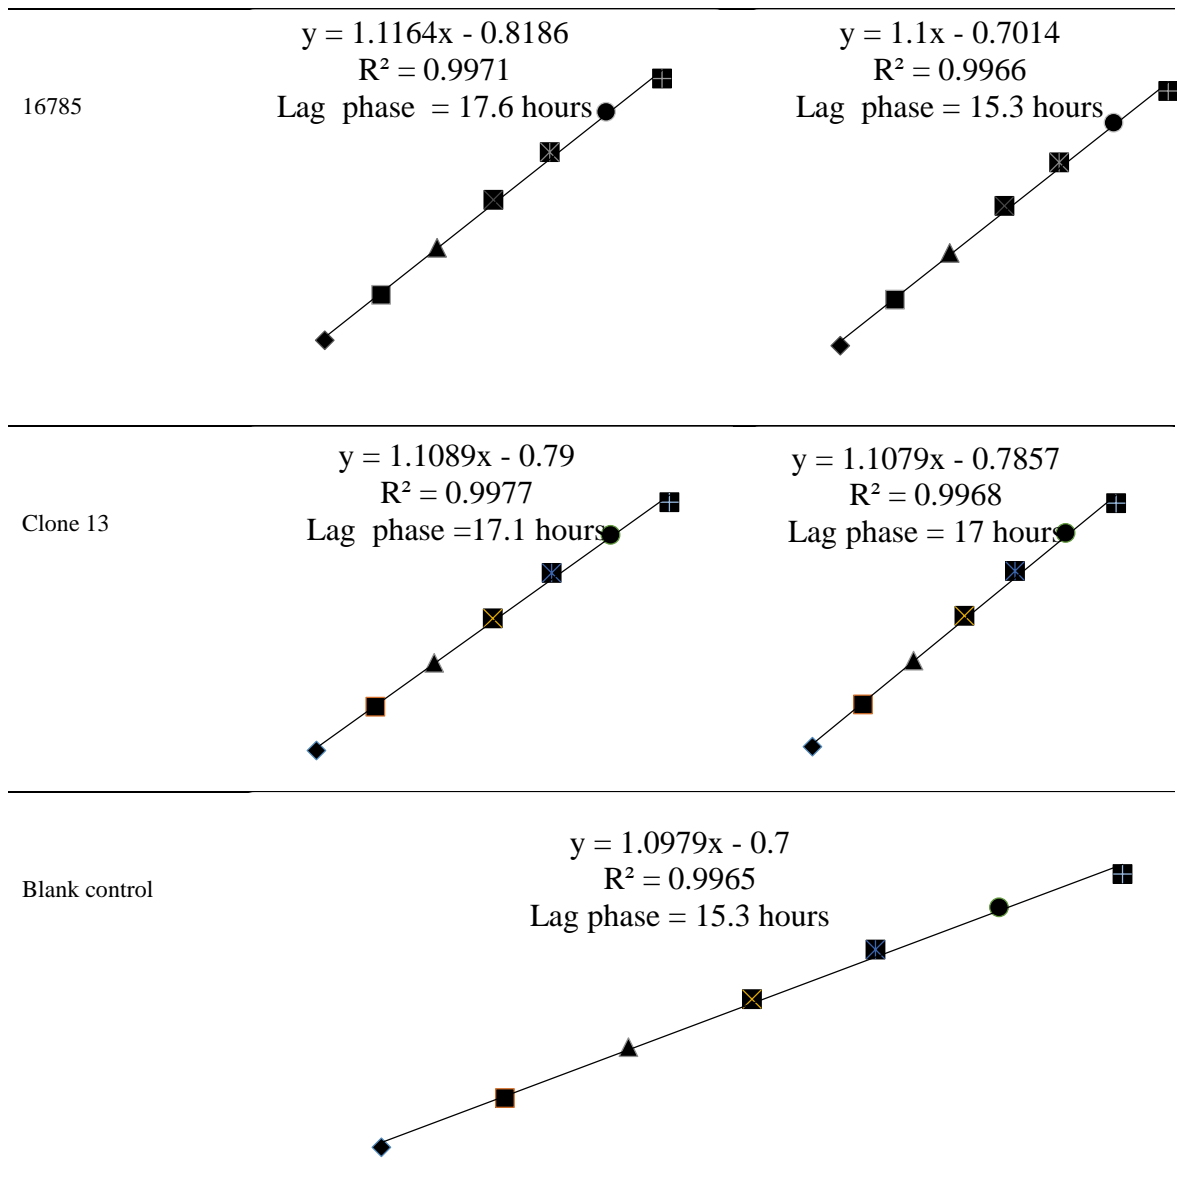 16785
y = 1.1164x - 0.8186
R² = 0.9971
Lag phase = 17.6 hours
y = 1.1x - 0.7014
R² = 0.9966
Lag phase = 15.3 hours
Clone 13
y = 1.1089x - 0.79
R² = 0.9977
Lag phase =17.1 hours
y = 1.1079x - 0.7857
R² = 0.9968
Lag phase = 17 hours
Blank control
y = 1.0979x - 0.7
R² = 0.9965
Lag phase = 15.3 hours